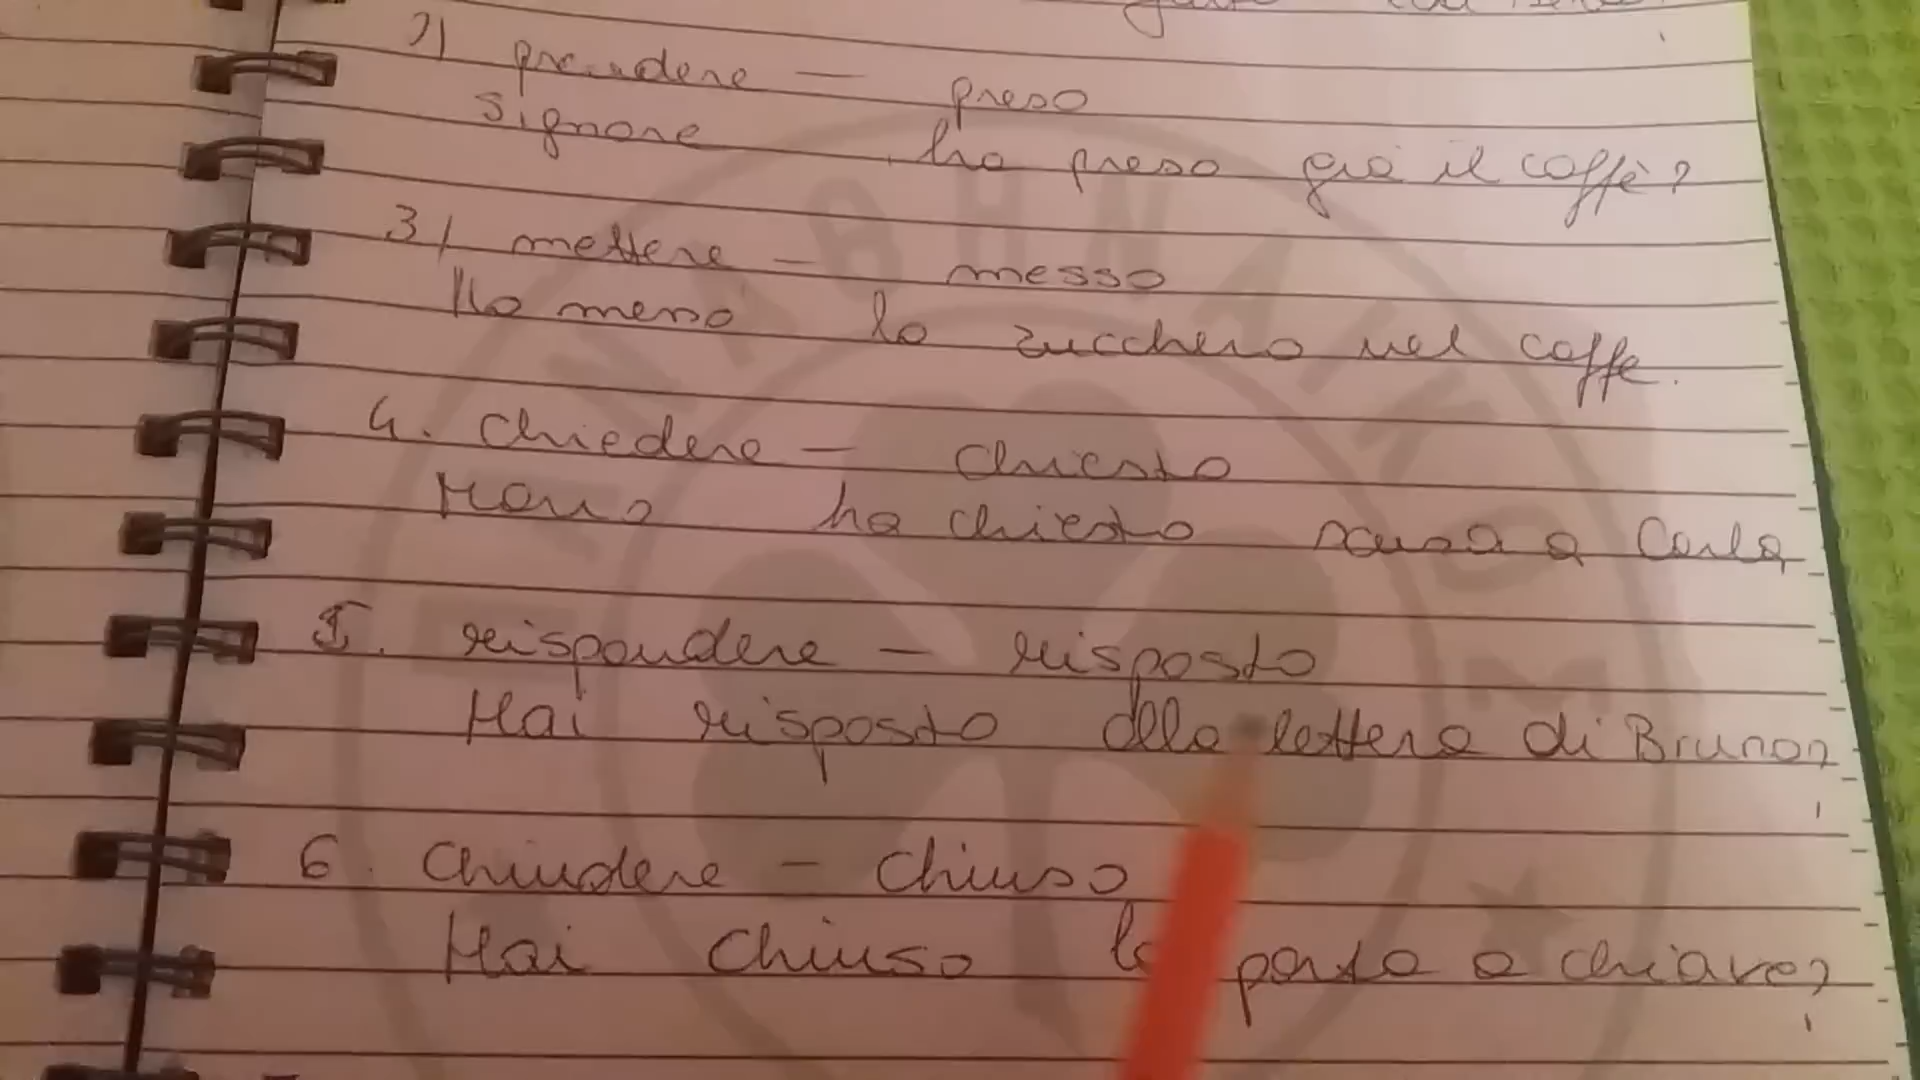 2) prendere — preso
Signore ha preso già il caffè?
3) mettere — messo
Ho messo lo zucchero nel caffè.
4. chiedere — chiesto
ha chiesto scusa a Carla
5. rispondere — risposto
Hai risposto alla lettera di Bruno?
6. Chiudere — chiuso
Hai chiuso la porta a chiave?